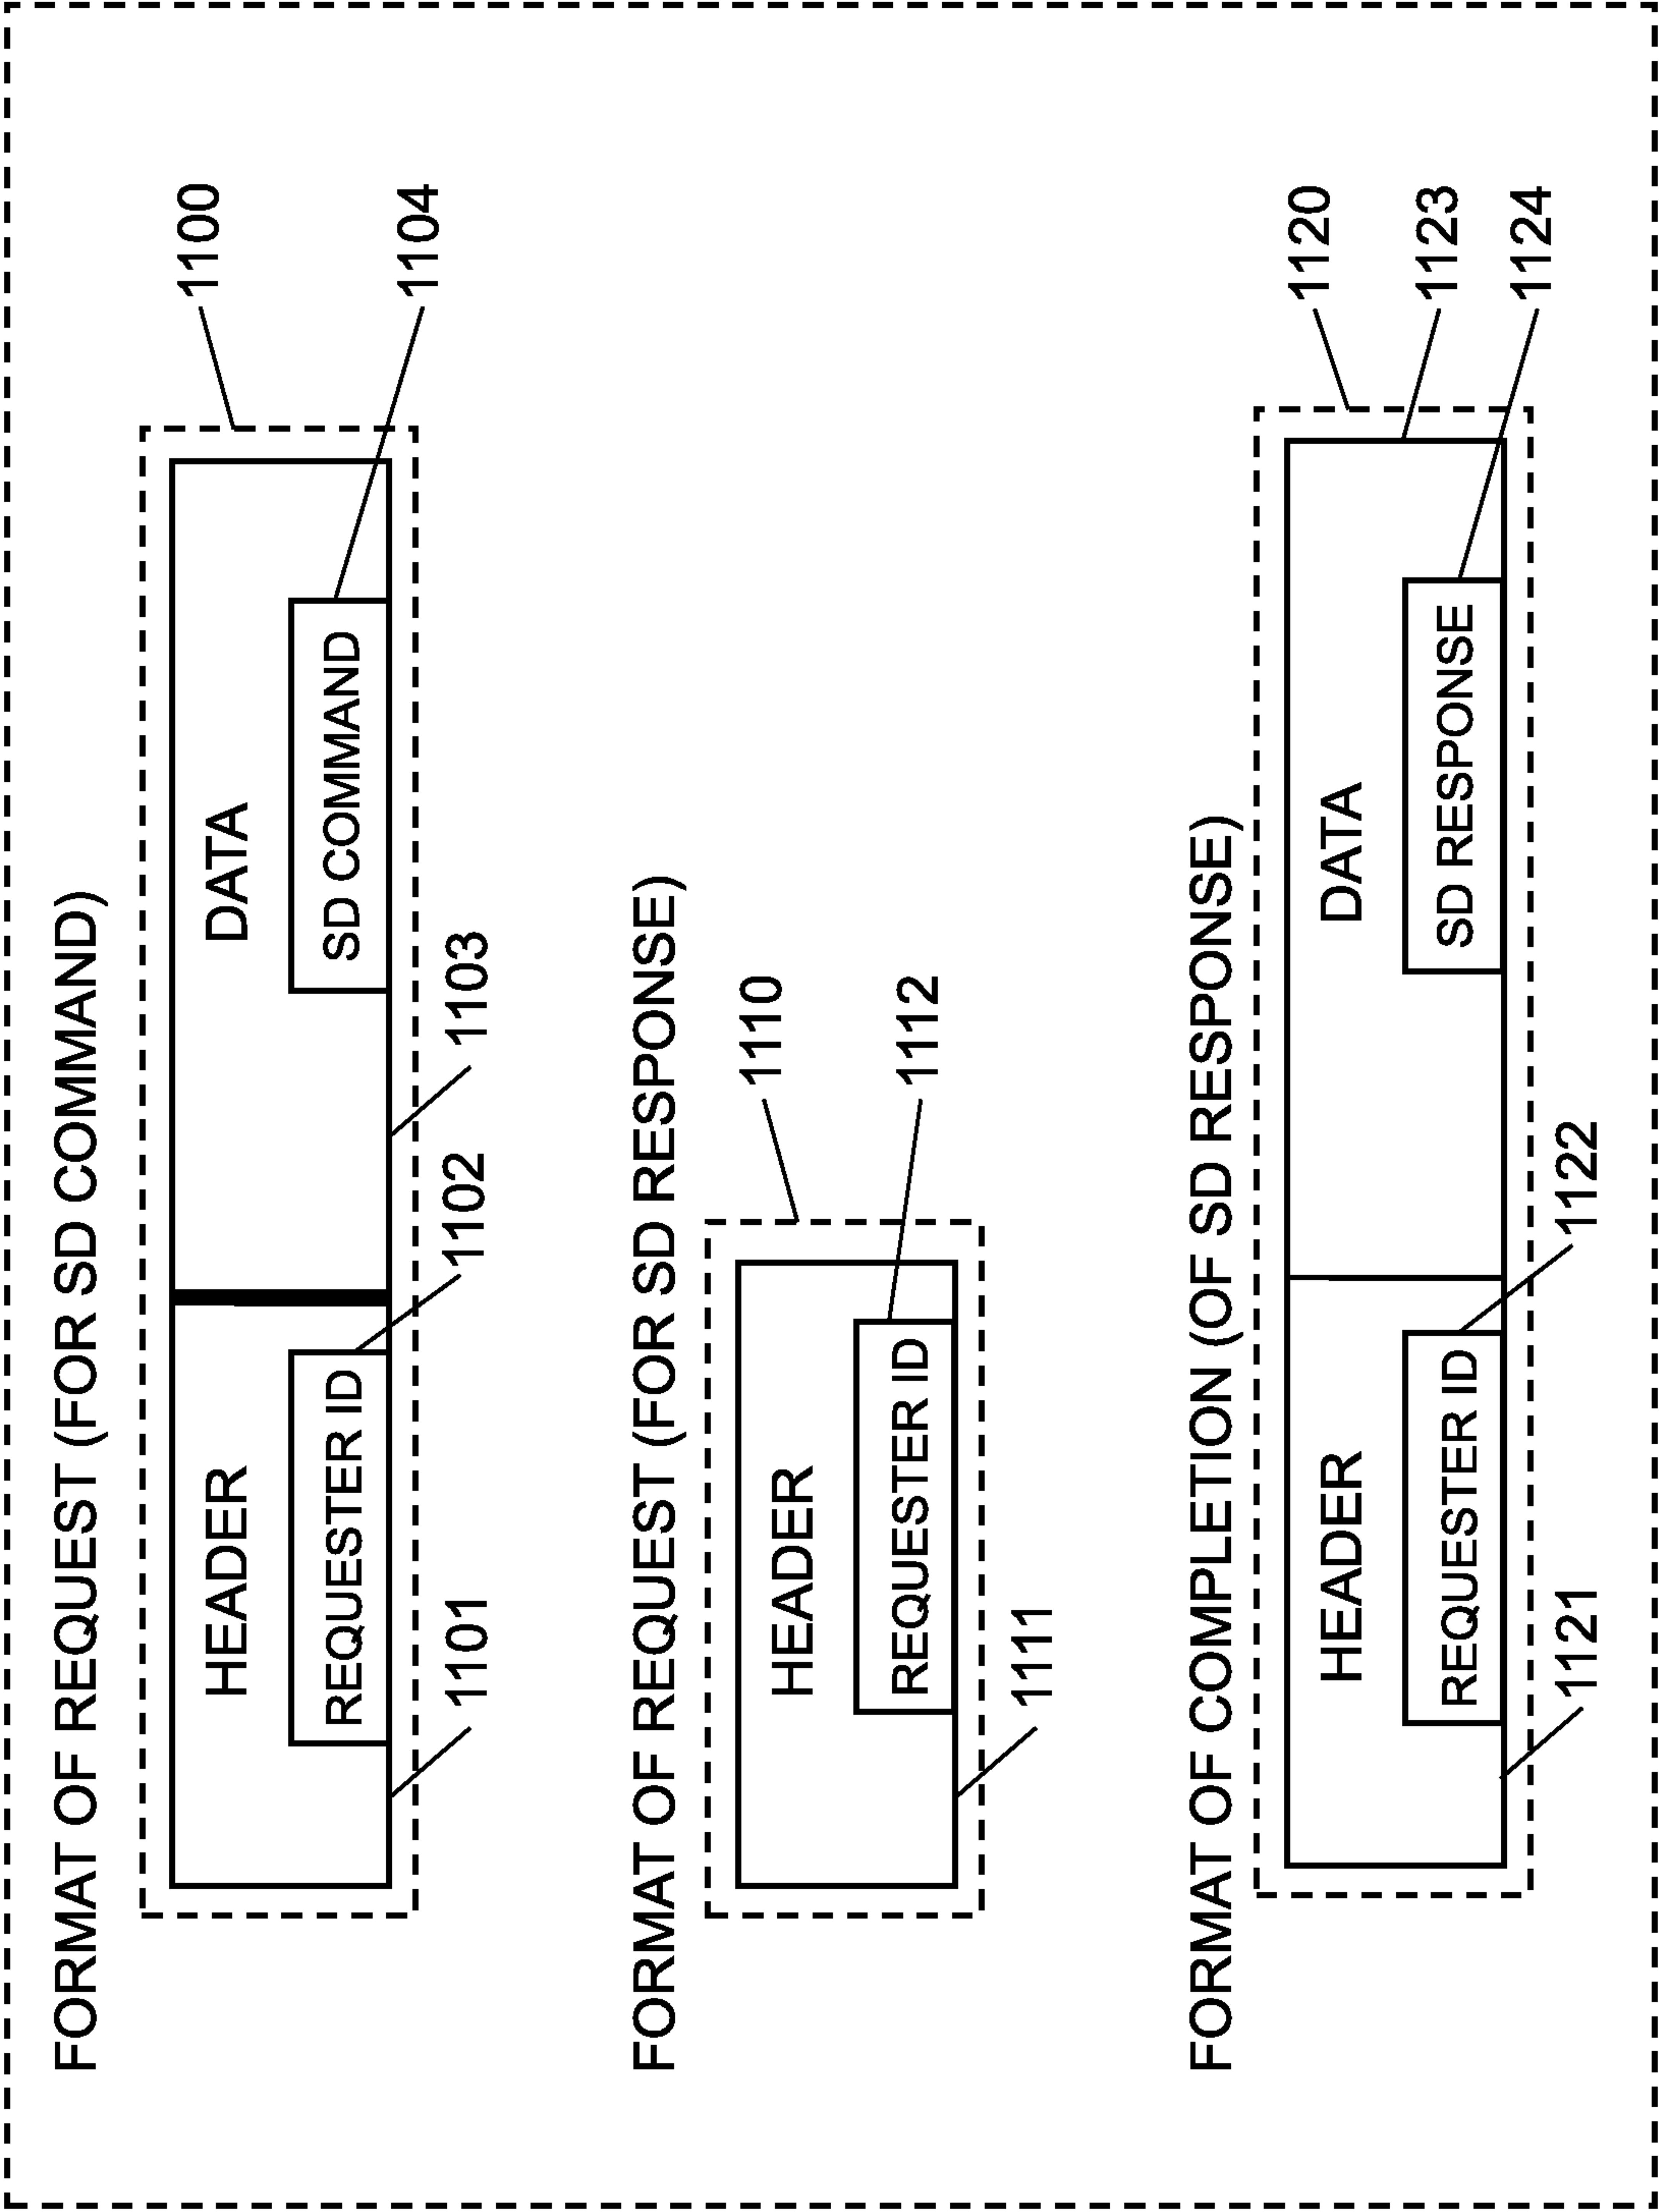 FORMAT OF REQUEST (FOR SD COMMAND)
1100
HEADER
DATA
1104
REQUESTER ID
SD COMMAND
1101
1102
1103
FORMAT OF REQUEST (FOR SD RESPONSE)
1110
HEADER
1112
REQUESTER ID
1111
FORMAT OF COMPLETION (OF SD RESPONSE)
1120
HEADER
DATA
1123
REQUESTER ID
SD RESPONSE
1124
1121
1122